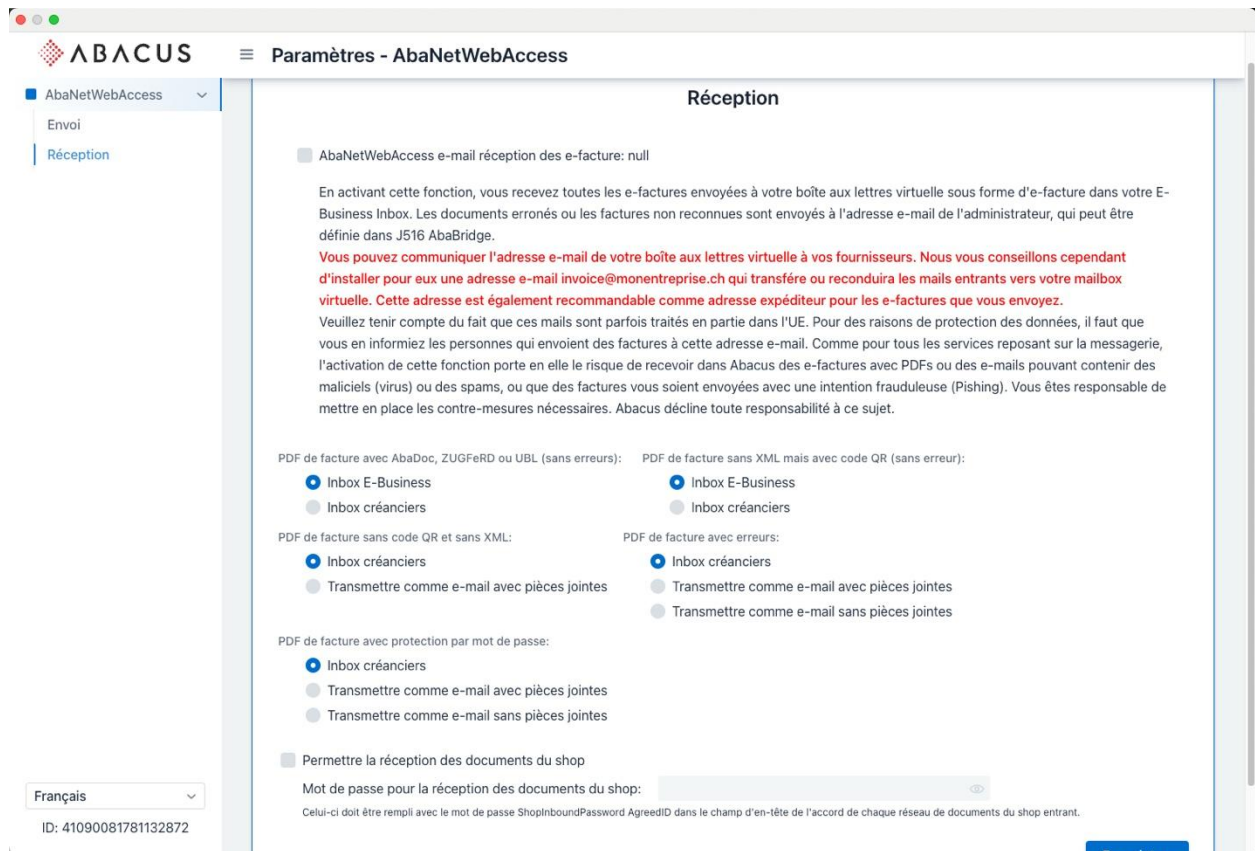 ABACUS
Paramètres - AbaNetWebAccess
AbaNetWebAccess
Envoi
Réception
Réception
AbaNetWebAccess e-mail réception des e-facture: null
En activant cette fonction, vous recevez toutes les e-factures envoyées à votre boîte aux lettres virtuelle sous forme d'e-facture dans votre E-
Business Inbox. Les documents erronés ou les factures non reconnues sont envoyés à l'adresse e-mail de l'administrateur, qui peut être
définie dans J516 AbaBridge.
Vous pouvez communiquer l'adresse e-mail de votre boîte aux lettres virtuelle à vos fournisseurs. Nous vous conseillons cependant
d'installer pour eux une adresse e-mail invoice@monentreprise.ch qui transfére ou reconduira les mails entrants vers votre mailbox
virtuelle. Cette adresse est également recommandable comme adresse expéditeur pour les e-factures que vous envoyez.
Veuillez tenir compte du fait que ces mails sont parfois traités en partie dans l'UE. Pour des raisons de protection des données, il faut que
vous en informiez les personnes qui envoient des factures à cette adresse e-mail. Comme pour tous les services reposant sur la messagerie,
l'activation de cette fonction porte en elle le risque de recevoir dans Abacus des e-factures avec PDFs ou des e-mails pouvant contenir des
maliciels (virus) ou des spams, ou que des factures vous soient envoyées avec une intention frauduleuse (Pishing). Vous êtes responsable de
mettre en place les contre-mesures nécessaires. Abacus décline toute responsabilité à ce sujet.
PDF de facture avec AbaDoc, ZUGFeRD ou UBL (sans erreurs): PDF de facture sans XML mais avec code QR (sans erreur):
Inbox E-Business Inbox E-Business
Inbox créanciers Inbox créanciers
PDF de facture sans code QR et sans XML: PDF de facture avec erreurs:
Inbox créanciers Inbox créanciers
Transmettre comme e-mail avec pièces jointes Transmettre comme e-mail avec pièces jointes
Transmettre comme e-mail sans pièces jointes
PDF de facture avec protection par mot de passe:
Inbox créanciers
Transmettre comme e-mail avec pièces jointes
Transmettre comme e-mail sans pièces jointes
Permettre la réception des documents du shop
Mot de passe pour la réception des documents du shop:
Celui-ci doit être rempli avec le mot de passe ShopInboundPassword AgreedID dans le champ d'en-tête de l'accord de chaque réseau de documents du shop entrant.
Français
ID: 41090081781132872